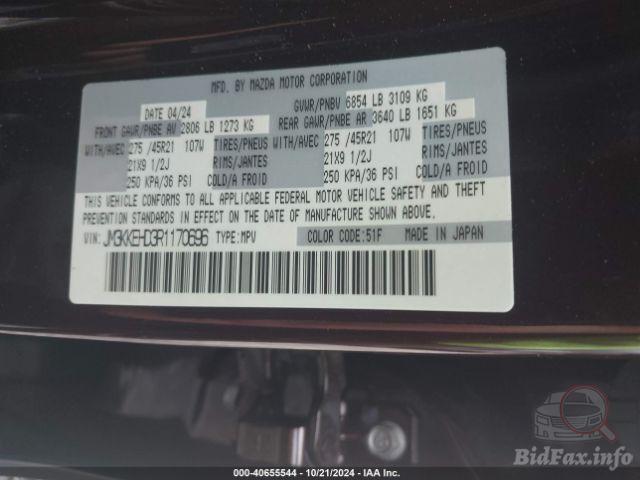 MFD. BY MAZDA MOTOR CORPORATION
DATE 04/24 GVWR/PNBV 6854 LB 3109 KG
FRONT GAWR/PNBE AV 2806 LB 1273 KG REAR GAWR/PNBE AR 3640 LB 1651 KG
WITH/AVEC 275 /45R21 107W TIRES/PNEUS WITH/AVEC 275 /45R21 107W TIRES/PNEUS
21X9 1/2J RIMS/JANTES 21X9 1/2J RIMS/JANTES
250 KPA/36 PSI COLD/A FROID 250 KPA/36 PSI COLD/A FROID
THIS VEHICLE CONFORMS TO ALL APPLICABLE FEDERAL MOTOR VEHICLE SAFETY AND THEFT
PREVENTION STANDARDS IN EFFECT ON THE DATE OF MANUFACTURE SHOWN ABOVE.
VIN: JM3KKEHD3R1170696 TYPE:MPV COLOR CODE:51F MADE IN JAPAN
BidFax.info
000-40655544 - 10/21/2024 - IAA Inc.